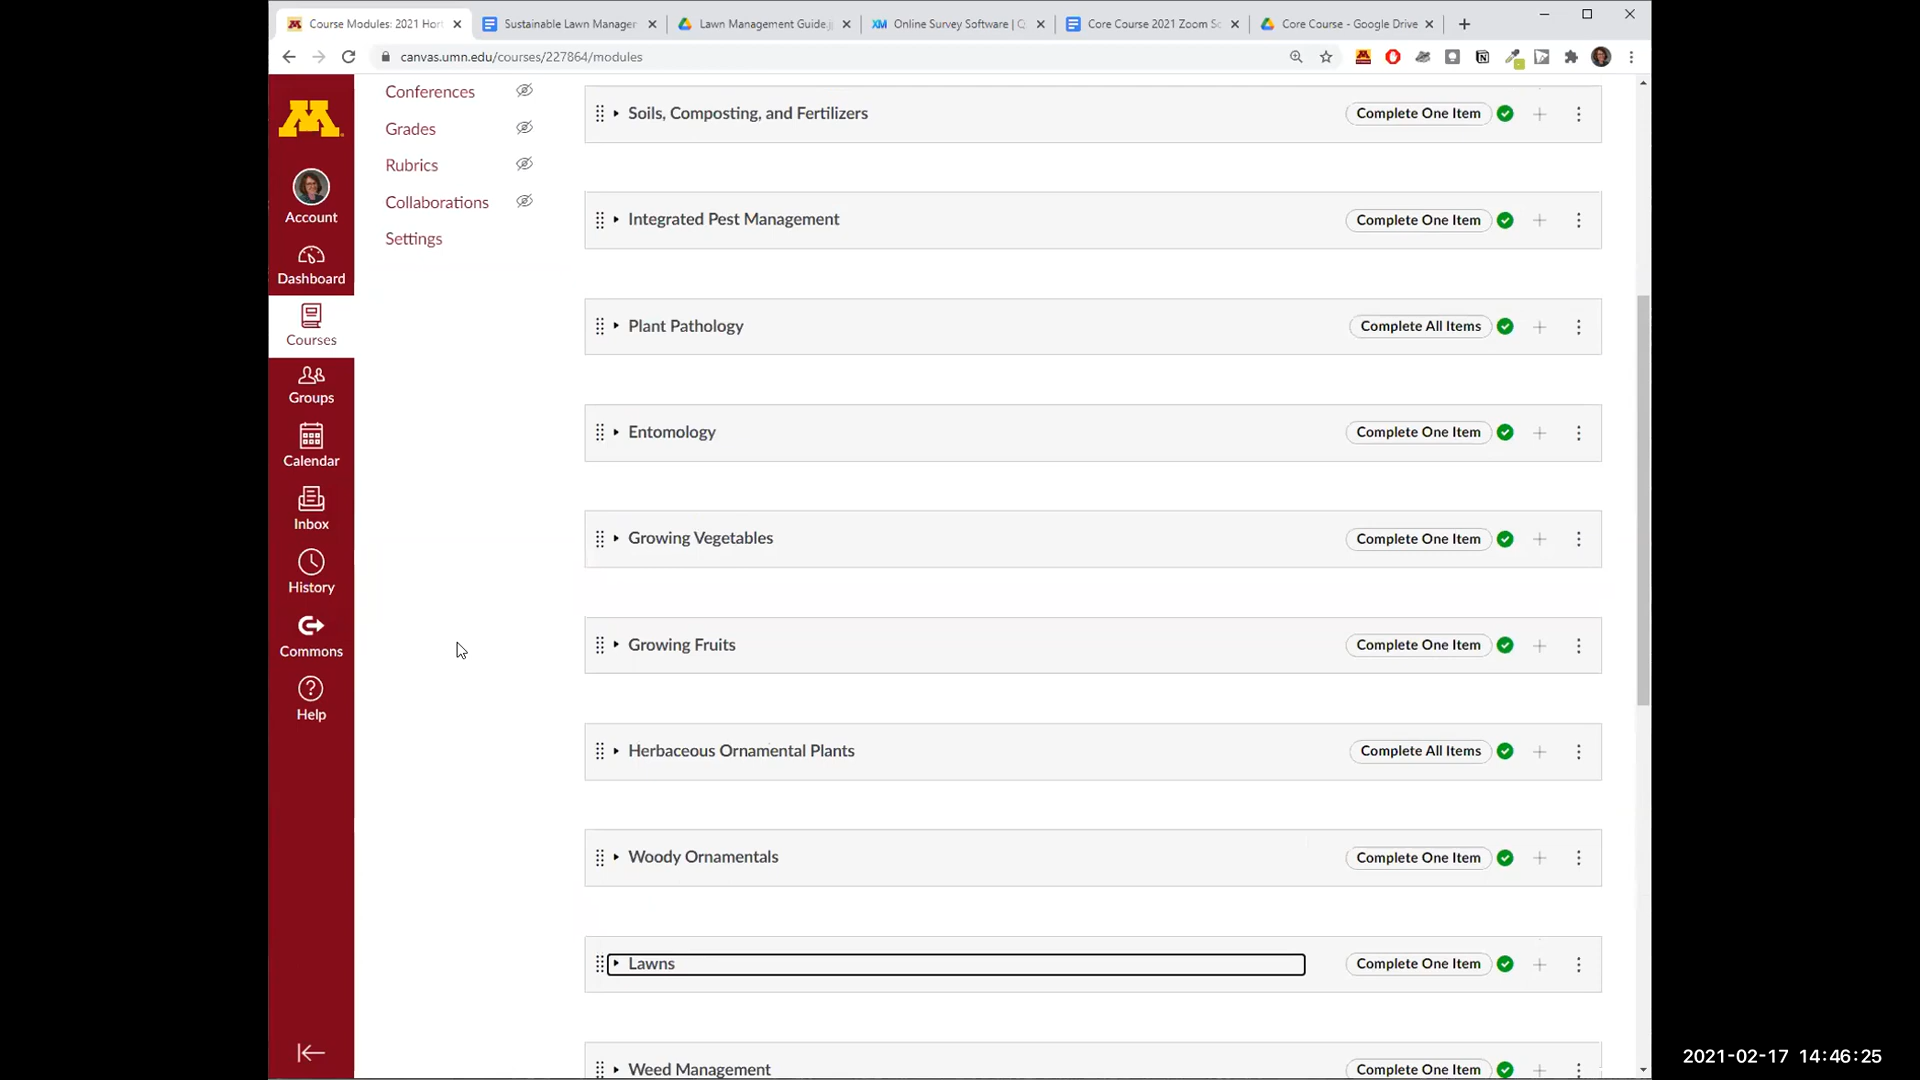 Course Modules: 2021 Hort
Sustainable Lawn Manager
Lawn Management Guide.j
XM Online Survey Software | Q
Core Course 2021 Zoom Sc
Core Course - Google Drive
canvas.umn.edu/courses/227864/modules
Account
Dashboard
Courses
Groups
Calendar
Inbox
History
Commons
Help
Conferences
Grades
Rubrics
Collaborations
Settings
Soils, Composting, and Fertilizers Complete One Item
Integrated Pest Management Complete One Item
Plant Pathology Complete All Items
Entomology Complete One Item
Growing Vegetables Complete One Item
Growing Fruits Complete One Item
Herbaceous Ornamental Plants Complete All Items
Woody Ornamentals Complete One Item
Lawns Complete One Item
Weed Management Complete One Item
2021-02-17 14:46:25